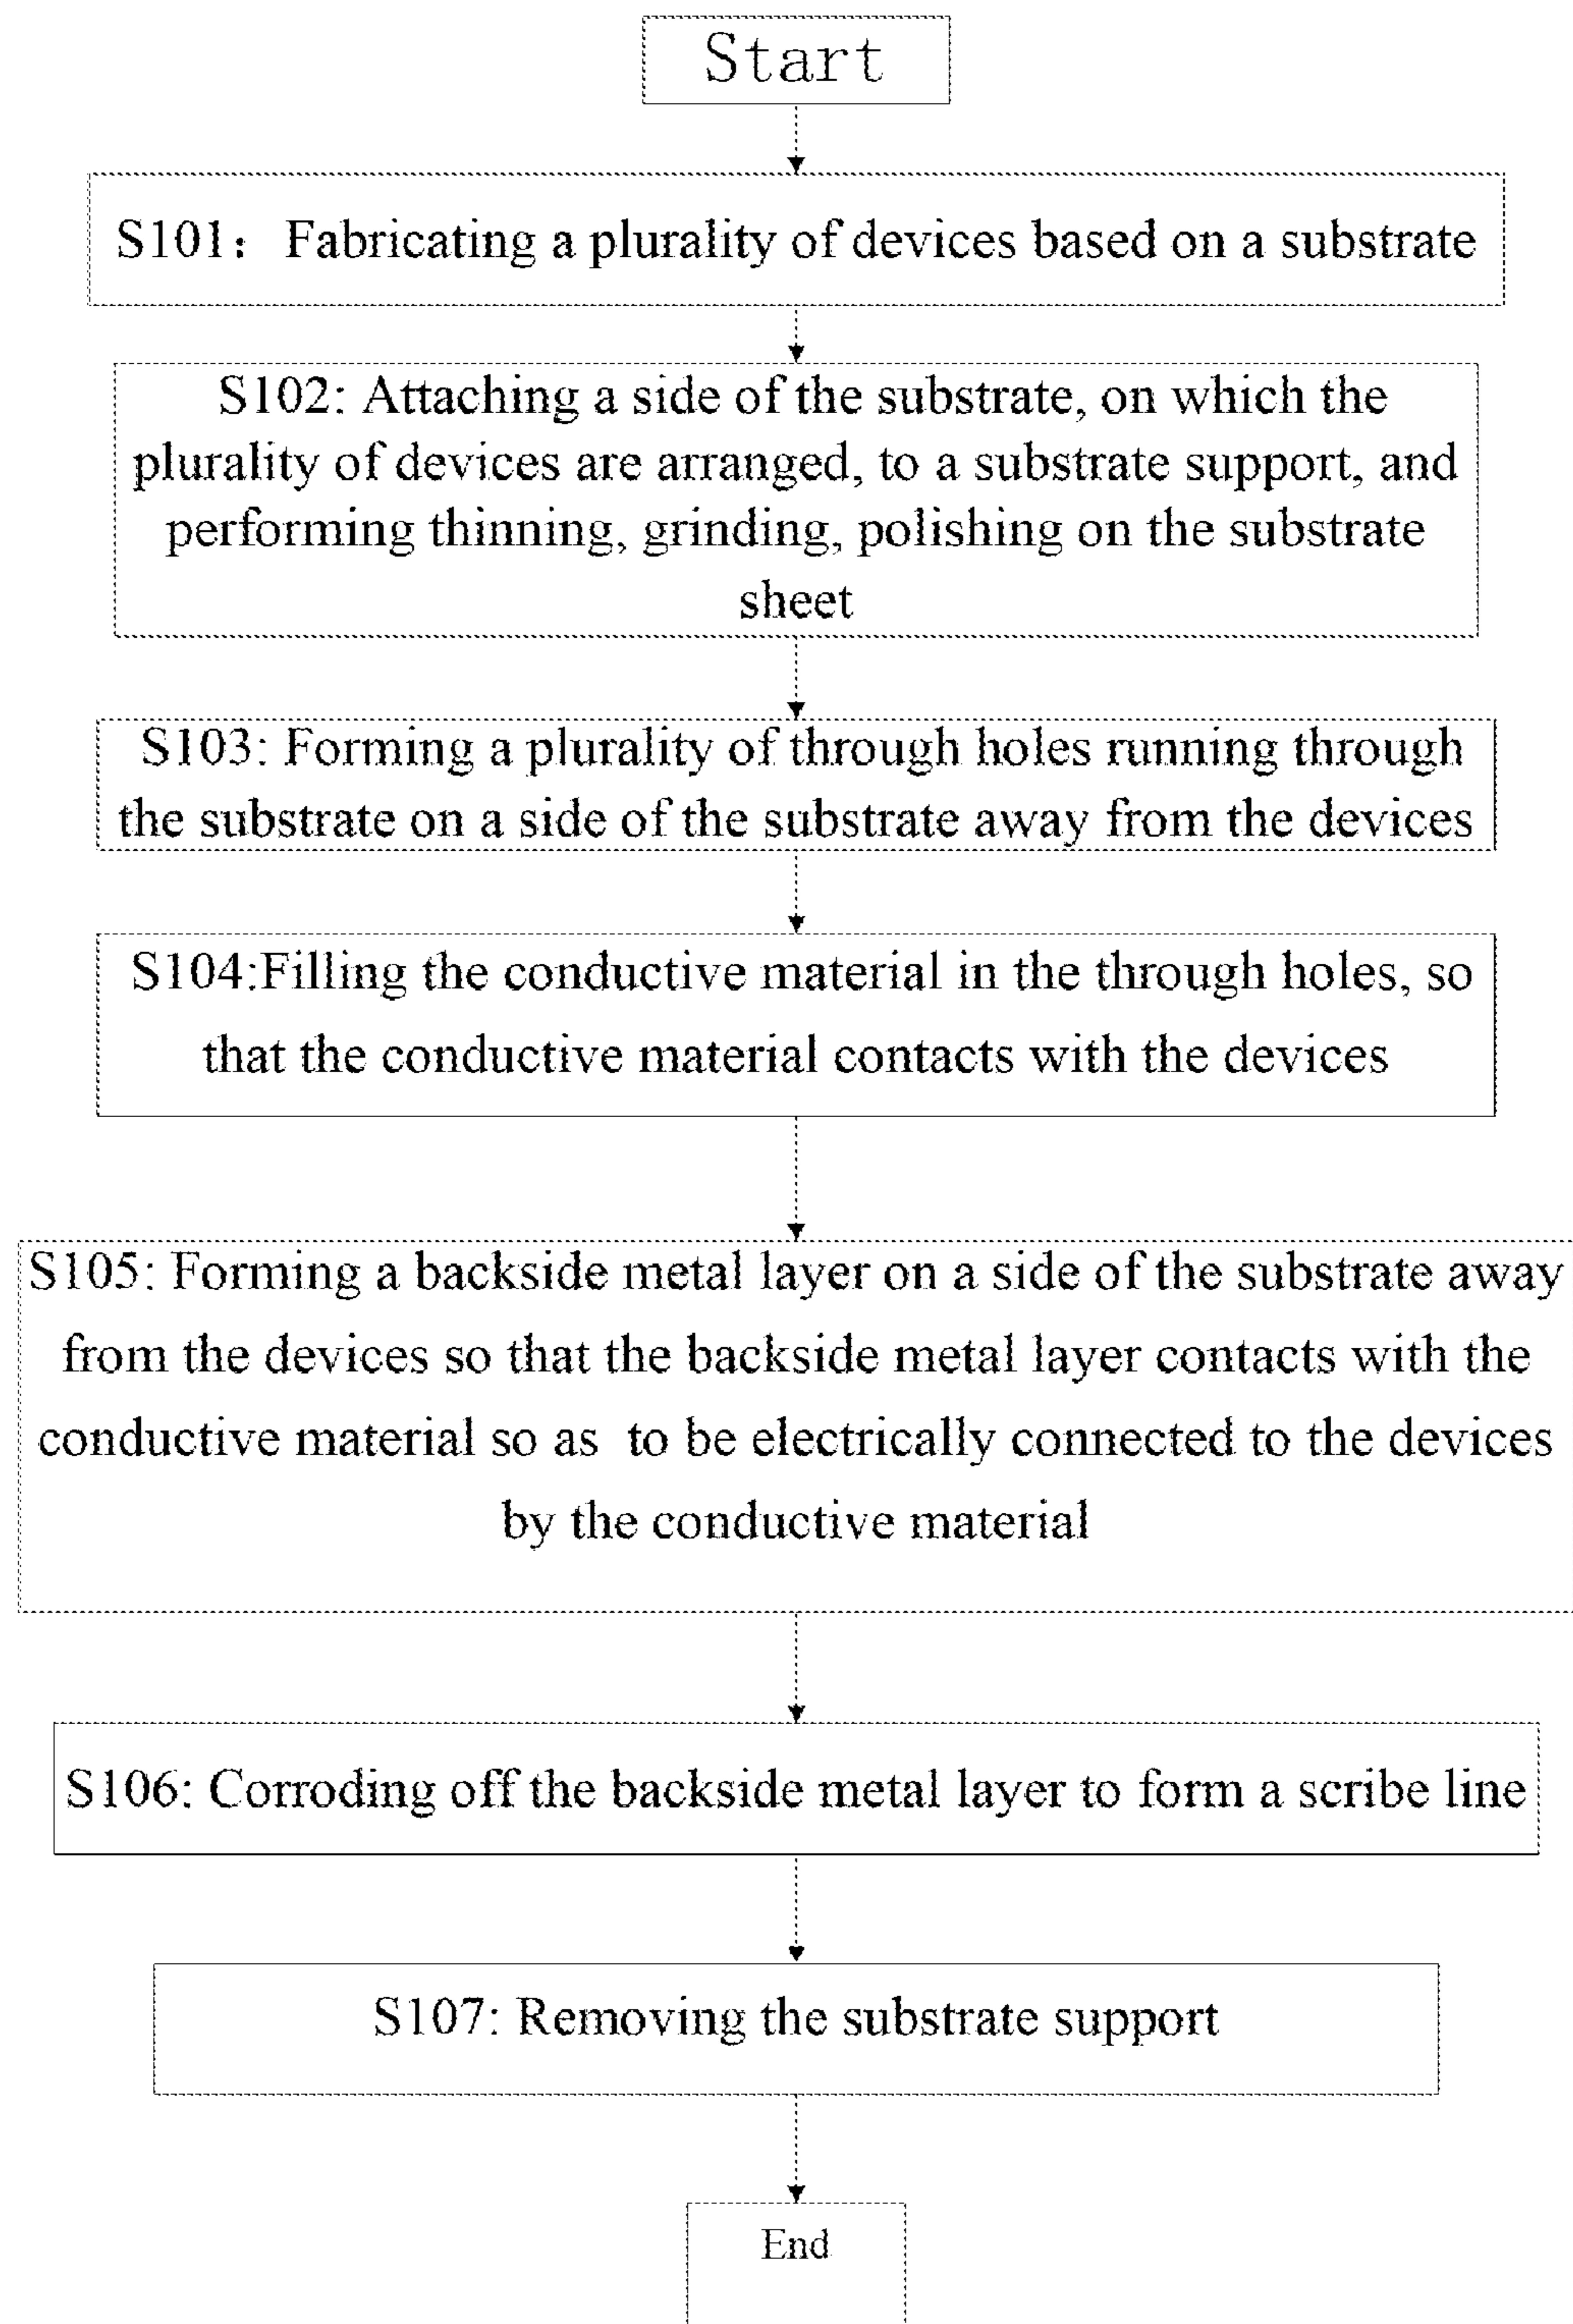 Start
S101：Fabricating a plurality of devices based on a substrate
S102: Attaching a side of the substrate, on which the
plurality of devices are arranged, to a substrate support, and
performing thinning, grinding, polishing on the substrate
sheet
S103: Forming a plurality of through holes running through
the substrate on a side of the substrate away from the devices
S104:Filling the conductive material in the through holes, so
that the conductive material contacts with the devices
S105: Forming a backside metal layer on a side of the substrate away
from the devices so that the backside metal layer contacts with the
conductive material so as  to be electrically connected to the devices
by the conductive material
S106: Corroding off the backside metal layer to form a scribe line
S107: Removing the substrate support
End